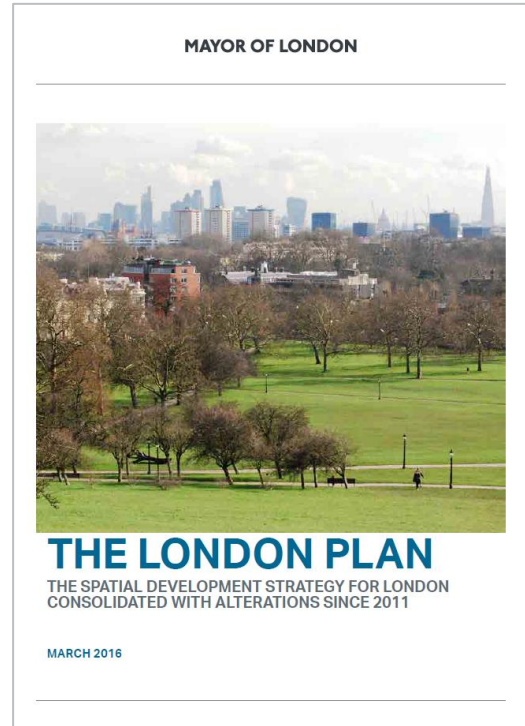 MAYOR OF LONDON
THE LONDON PLAN
THE SPATIAL DEVELOPMENT STRATEGY FOR LONDON
CONSOLIDATED WITH ALTERATIONS SINCE 2011
MARCH 2016